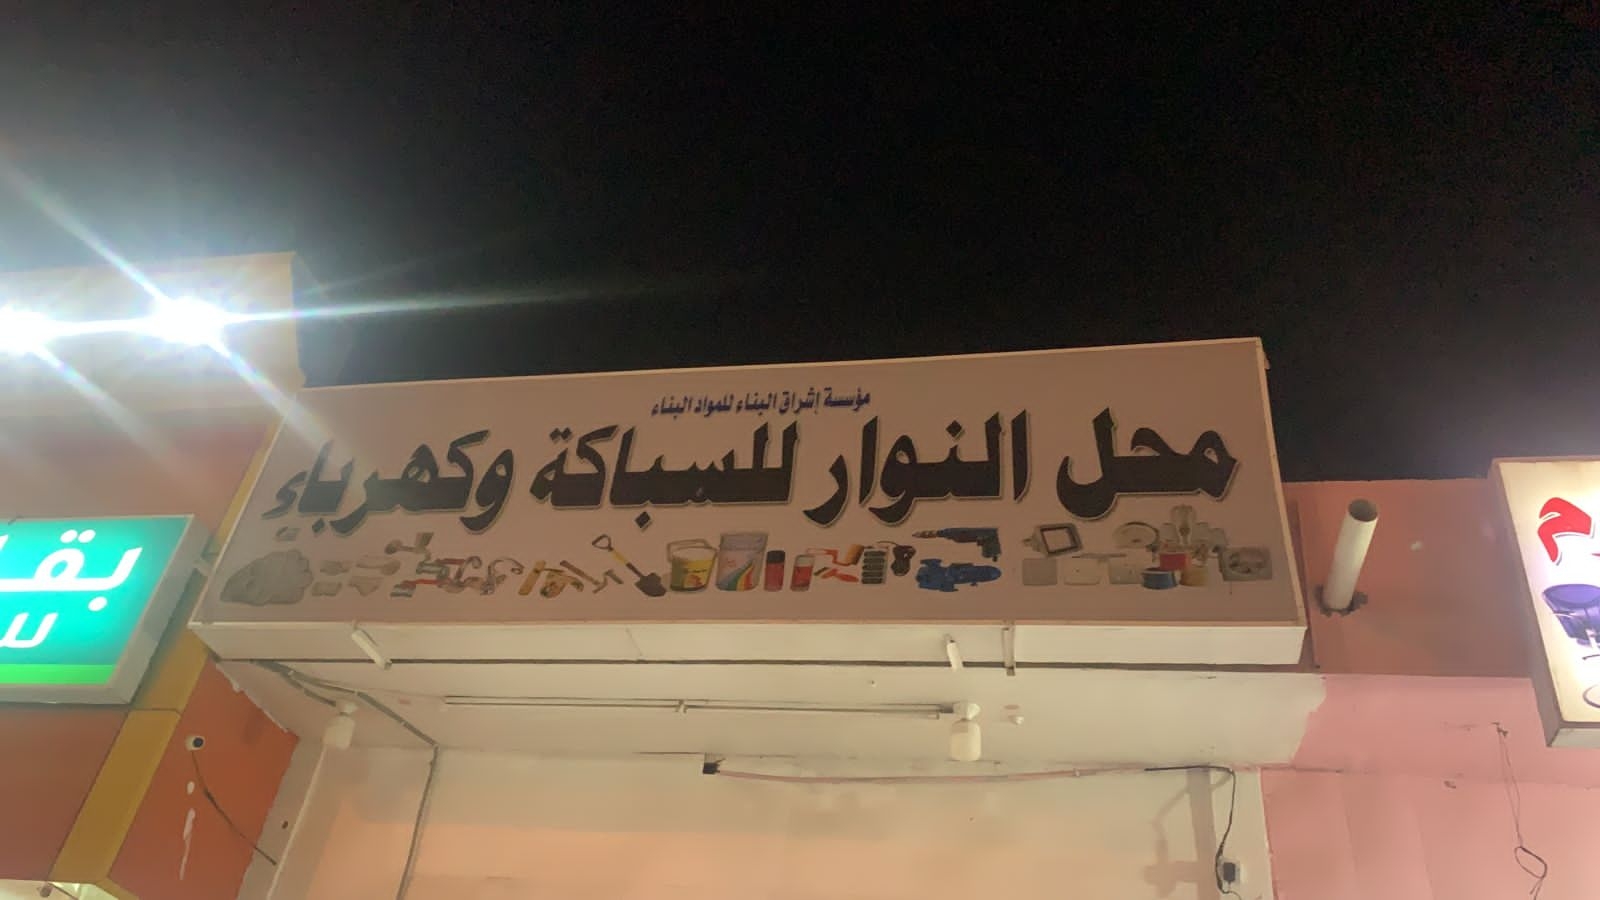 مؤسسة إشراق البناء للمواد البناء
محل النوار للسباكة وكهرباء